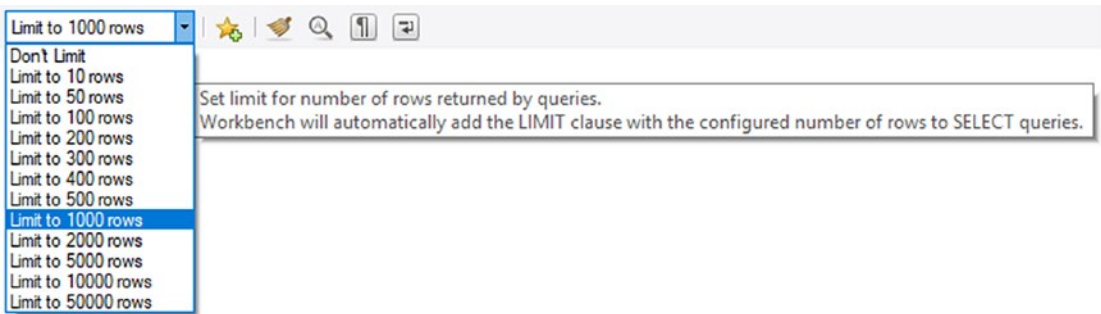 Limit to 1000 rows
Don't Limit
Limit to 10 rows
Limit to 50 rows
Limit to 100 rows
Limit to 200 rows
Limit to 300 rows
Limit to 400 rows
Limit to 500 rows
Limit to 1000 rows
Limit to 2000 rows
Limit to 5000 rows
Limit to 10000 rows
Limit to 50000 rows
Set limit for number of rows returned by queries.
Workbench will automatically add the LIMIT clause with the configured number of rows to SELECT queries.